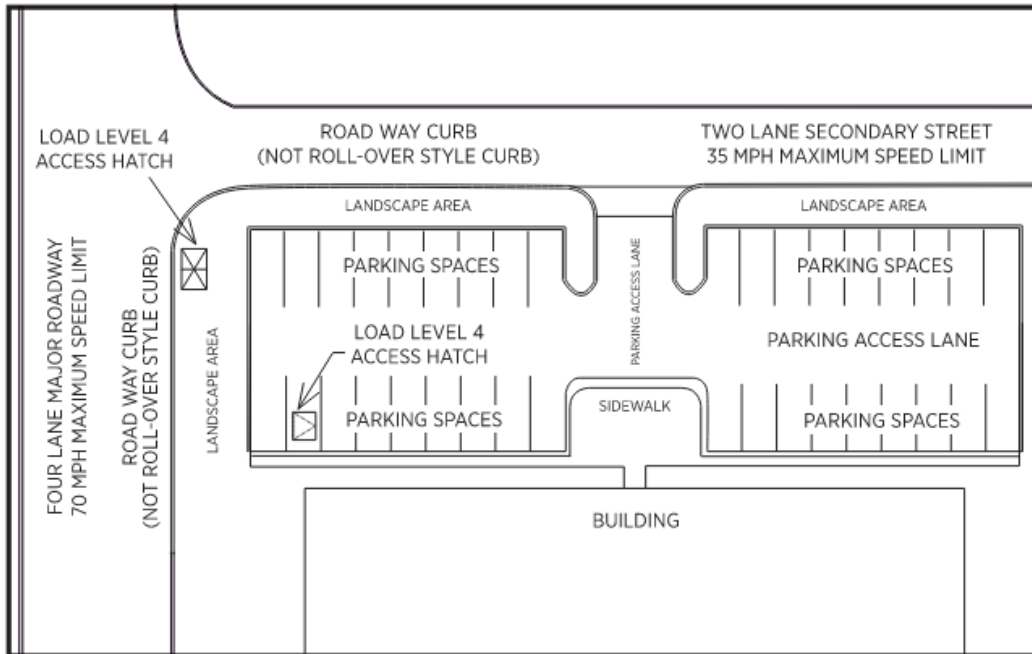 LOAD LEVEL 4
ACCESS HATCH
ROAD WAY CURB
(NOT ROLL-OVER STYLE CURB)
TWO LANE SECONDARY STREET
35 MPH MAXIMUM SPEED LIMIT
LANDSCAPE AREA
LANDSCAPE AREA
FOUR LANE MAJOR ROADWAY
70 MPH MAXIMUM SPEED LIMIT
ROAD WAY CURB
(NOT ROLL-OVER STYLE CURB)
LANDSCAPE AREA
PARKING SPACES
PARKING ACCESS LANE
PARKING SPACES
LOAD LEVEL 4
ACCESS HATCH
PARKING ACCESS LANE
PARKING SPACES
SIDEWALK
PARKING SPACES
BUILDING